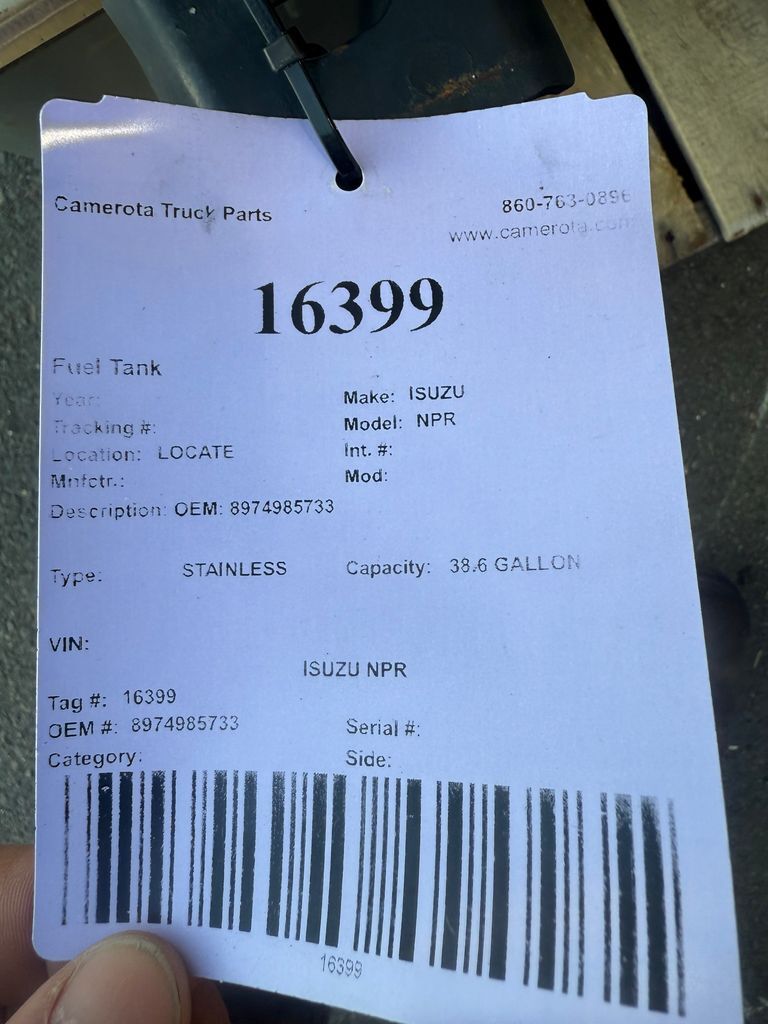 Camerota Truck Parts 860-763-0896
www.camerota.com
16399
Fuel Tank
Year: Make: ISUZU
Tracking #: Model: NPR
Location: LOCATE Int. #:
Mnfctr.: Mod:
Description: OEM: 8974985733
Type: STAINLESS Capacity: 38.6 GALLON
VIN:
ISUZU NPR
Tag #: 16399
OEM #: 8974985733 Serial #:
Category: Side:
16399